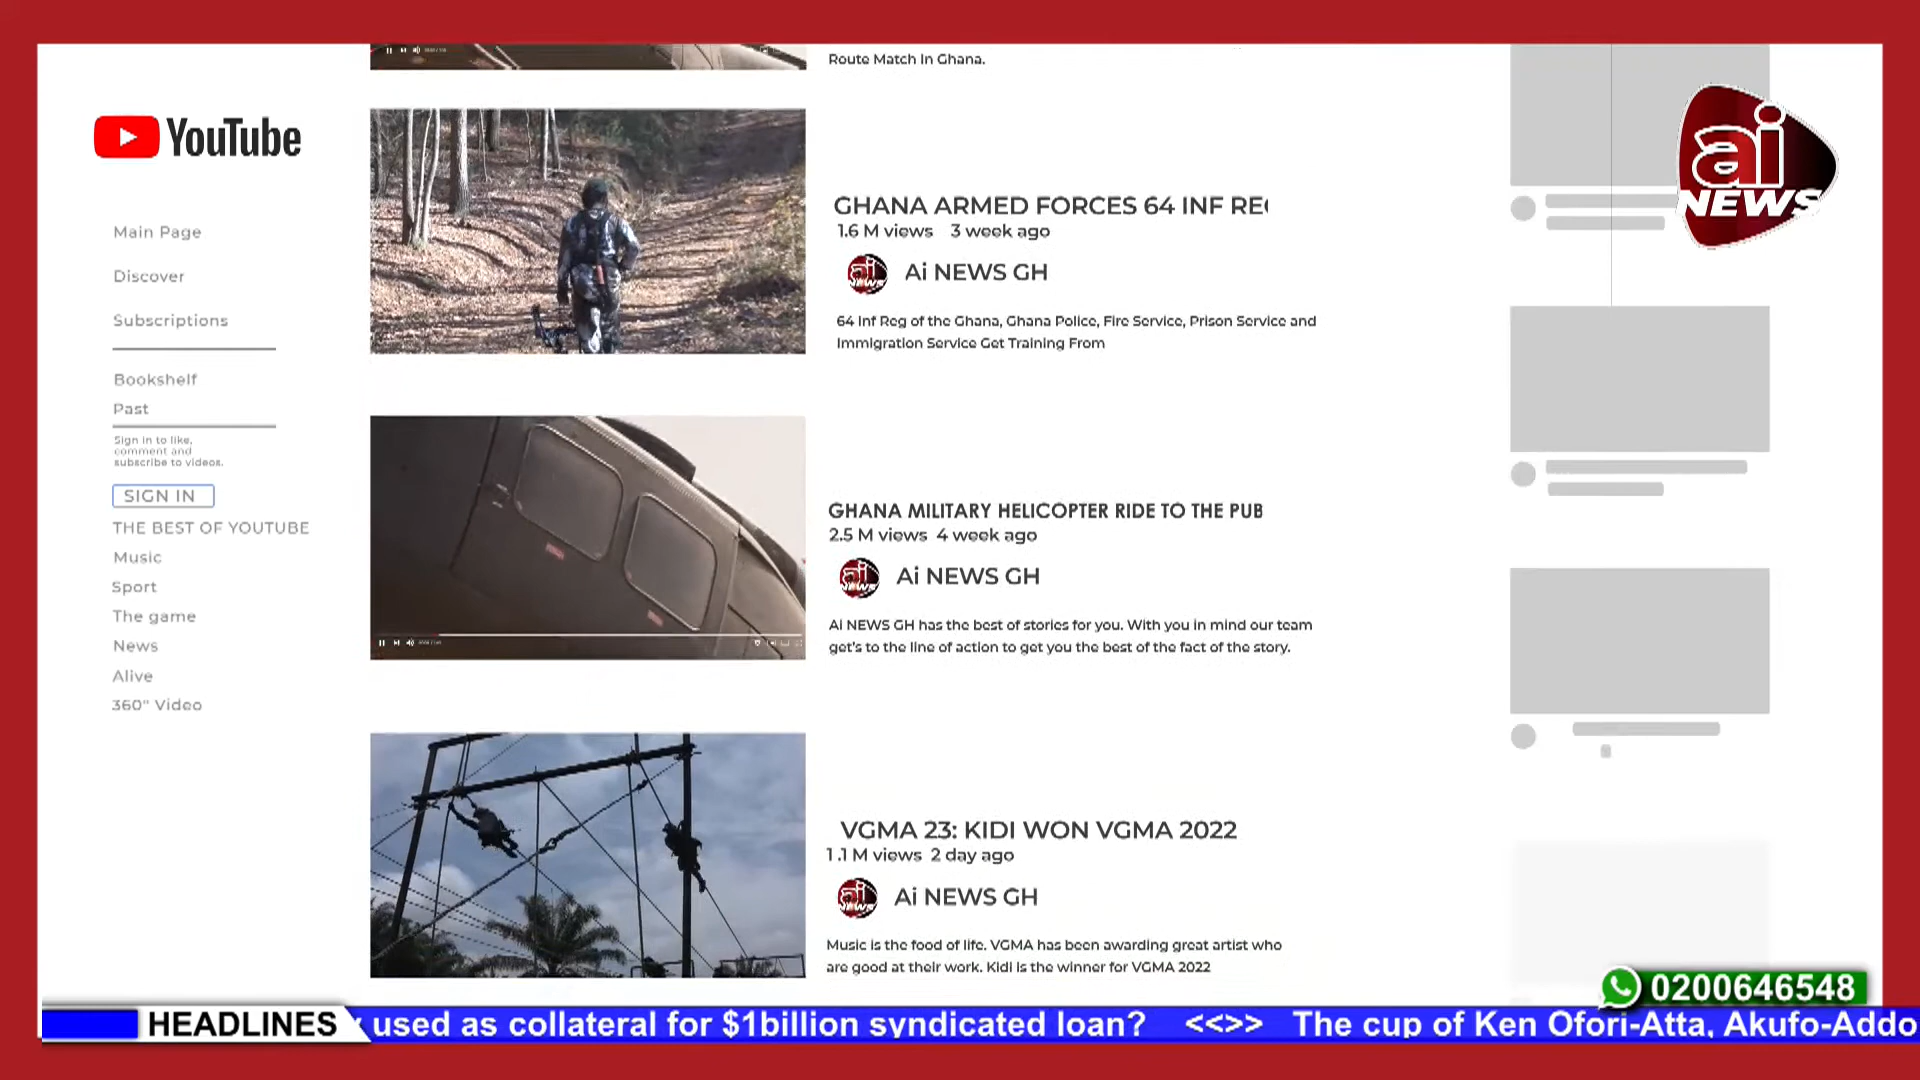 Route Match In Ghana.
YouTube
Main Page
Discover
Subscriptions
Bookshelf
Past
Sign in to like,
comment and
subscribe to videos.
SIGN IN
THE BEST OF YOUTUBE
Music
Sport
The game
News
Alive
360" Video
GHANA ARMED FORCES 64 INF REG
1.6 M views 3 week ago
ai NEWS
Ai NEWS GH
64 Inf Reg of the Ghana, Ghana Police, Fire Service, Prison Service and
Immigration Service Get Training From
GHANA MILITARY HELICOPTER RIDE TO THE PUB
2.5 M views 4 week ago
ai NEWS
Ai NEWS GH
Ai NEWS GH has the best of stories for you. With you in mind our team
get's to the line of action to get you the best of the fact of the story.
VGMA 23: KIDI WON VGMA 2022
1.1 M views 2 day ago
ai NEWS
Ai NEWS GH
Music is the food of life. VGMA has been awarding great artist who
are good at their work. Kidi is the winner for VGMA 2022
ai
NEWS
0200646548
HEADLINES used as collateral for $1billion syndicated loan? <<>> The cup of Ken Ofori-Atta, Akufo-Addo